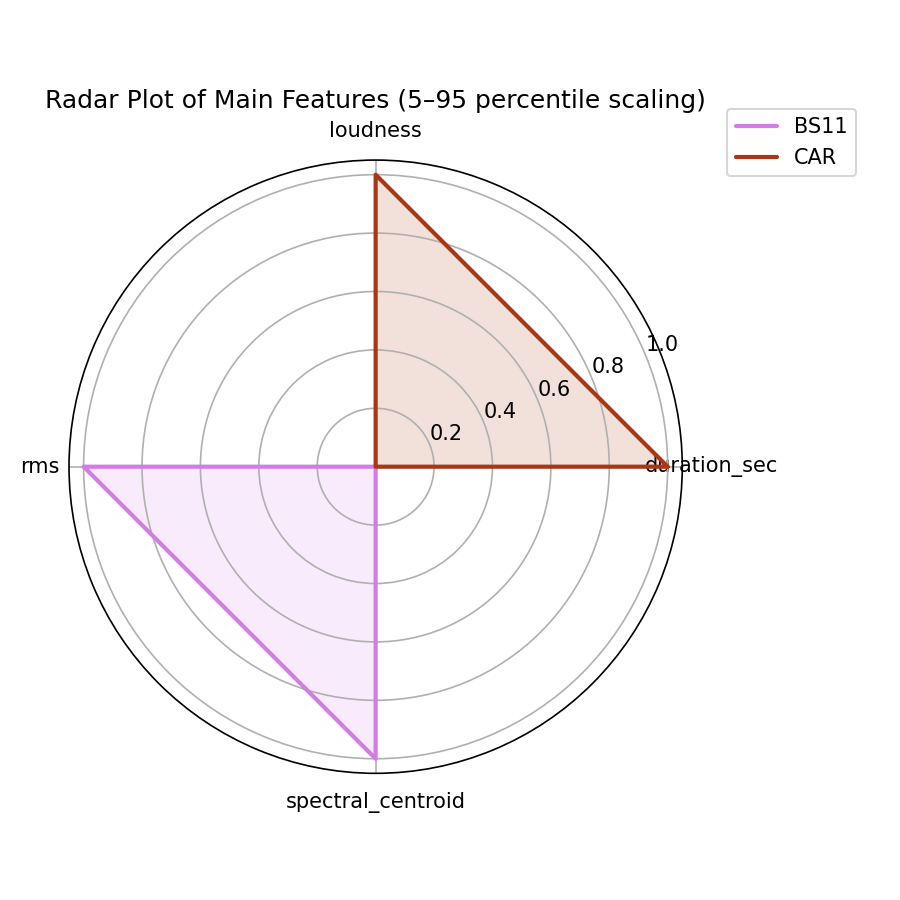 Radar Plot of Main Features (5–95 percentile scaling)
BS11
CAR
loudness
1.0
0.8
0.6
0.4
0.2
rms
duration_sec
spectral_centroid